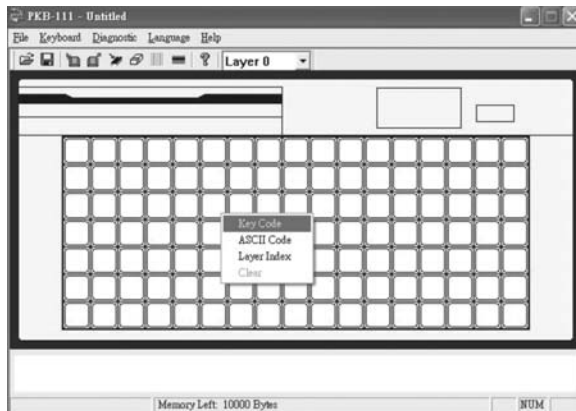 PKB-111 - Untitled
File Keyboard Diagnostic Language Help
Layer 0
Key Code
ASCII Code
Layer Index
Clear
Memory Left: 10000 Bytes NUM